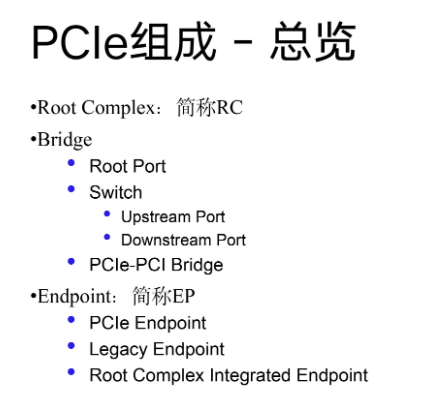 PCIe组成 - 总览
•Root Complex：简称RC
•Bridge
• Root Port
• Switch
• Upstream Port
• Downstream Port
• PCIe-PCI Bridge
•Endpoint：简称EP
• PCIe Endpoint
• Legacy Endpoint
• Root Complex Integrated Endpoint